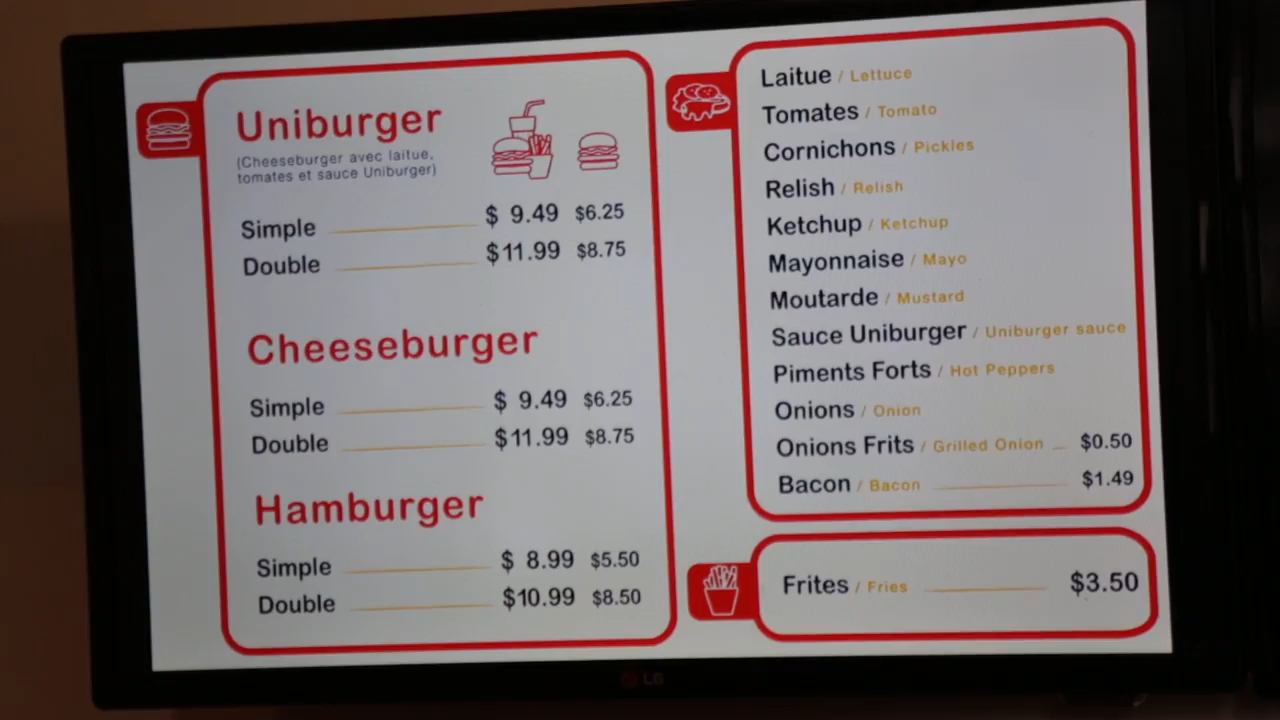 Uniburger
(Cheeseburger avec laitue,
tomates et sauce Uniburger)
Simple $ 9.49 $6.25
Double $11.99 $8.75
Cheeseburger
Simple $ 9.49 $6.25
Double $11.99 $8.75
Hamburger
Simple $ 8.99 $5.50
Double $10.99 $8.50
Laitue / Lettuce
Tomates / Tomato
Cornichons / Pickles
Relish / Relish
Ketchup / Ketchup
Mayonnaise / Mayo
Moutarde / Mustard
Sauce Uniburger / Uniburger sauce
Piments Forts / Hot Peppers
Onions / Onion
Onions Frits / Grilled Onion $0.50
Bacon / Bacon $1.49
Frites / Fries $3.50
LG